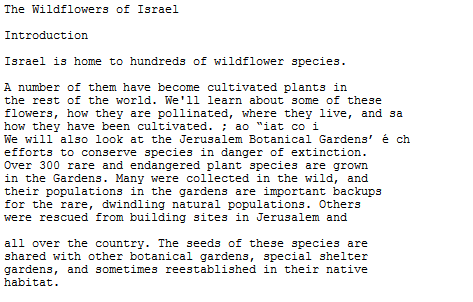 The Wildflowers of Israel
Introduction
Israel is home to hundreds of wildflower species.
A number of them have become cultivated plants in
the rest of the world. We'll learn about some of these
flowers, how they are pollinated, where they live, and sa
how they have been cultivated. ; ao “iat co i
We will also look at the Jerusalem Botanical Gardens’ é ch
efforts to conserve species in danger of extinction.
Over 300 rare and endangered plant species are grown
in the Gardens. Many were collected in the wild, and
their populations in the gardens are important backups
for the rare, dwindling natural populations. Others
were rescued from building sites in Jerusalem and
all over the country. The seeds of these species are
shared with other botanical gardens, special shelter
gardens, and sometimes reestablished in their native
habitat.